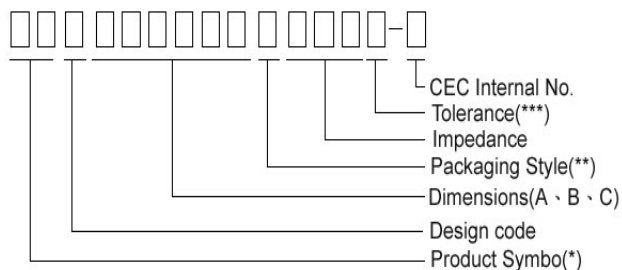 CEC Internal No.
Tolerance(***)
Impedance
Packaging Style(**)
Dimensions(A、B、C)
Design code
Product Symbo(*)